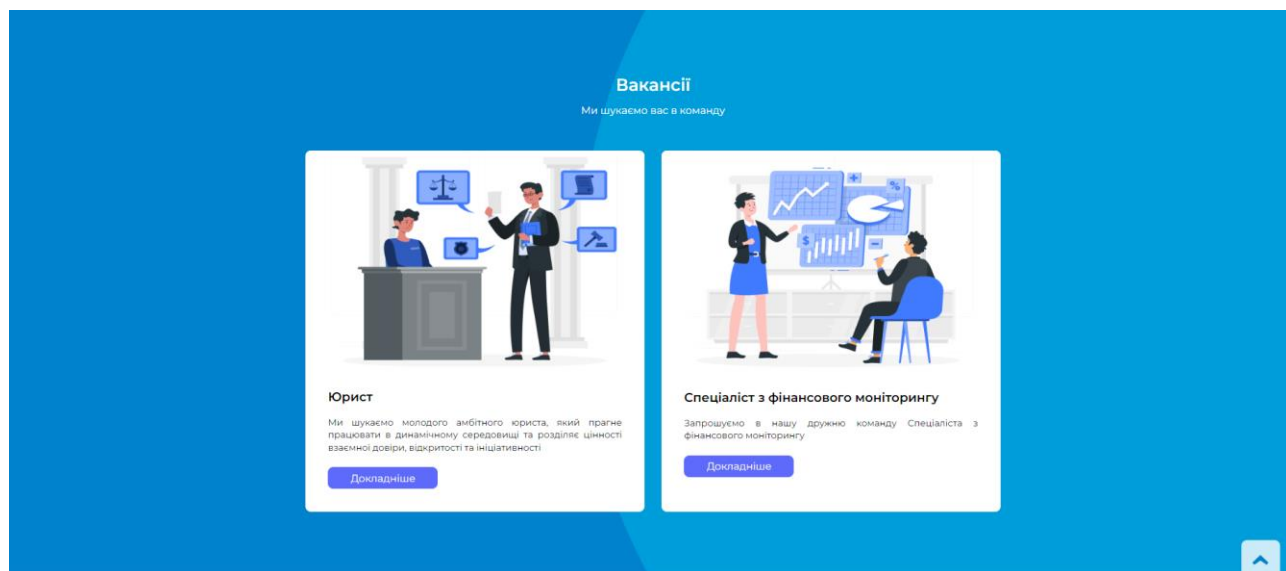 Вакансії
Ми шукаємо вас в команду
Юрист
Ми шукаємо молодого амбітного юриста, який прагне
працювати в динамічному середовищі та розділяє цінності
взаємної довіри, відкритості та ініціативності
Докладніше
%
$
Спеціаліст з фінансового моніторингу
Запрошуємо в нашу дружню команду Спеціаліста з
фінансового моніторингу
Докладніше